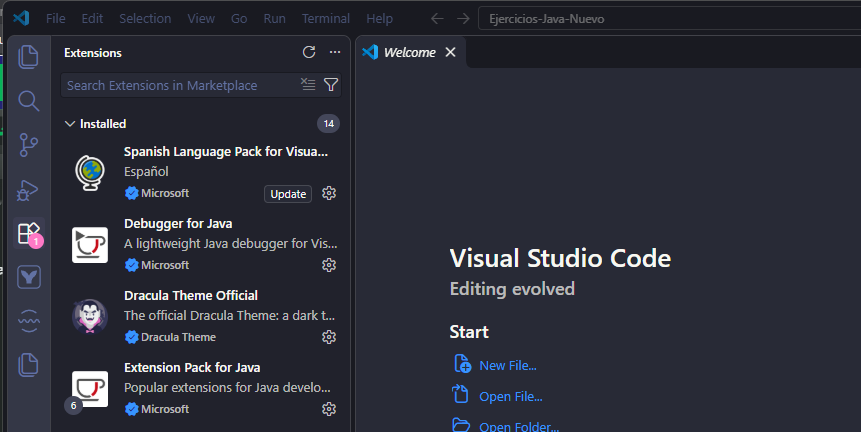 File Edit Selection View Go Run Terminal Help
Ejercicios-Java-Nuevo
Extensions
Welcome
Search Extensions in Marketplace
Installed 14
Spanish Language Pack for Visua...
Español
Microsoft Update
Debugger for Java
A lightweight Java debugger for Vis...
Microsoft
1
Dracula Theme Official
The official Dracula Theme: a dark t...
Dracula Theme
Extension Pack for Java
Popular extensions for Java develo...
6 Microsoft
Visual Studio Code
Editing evolved
Start
New File...
Open File...
Open Folder...